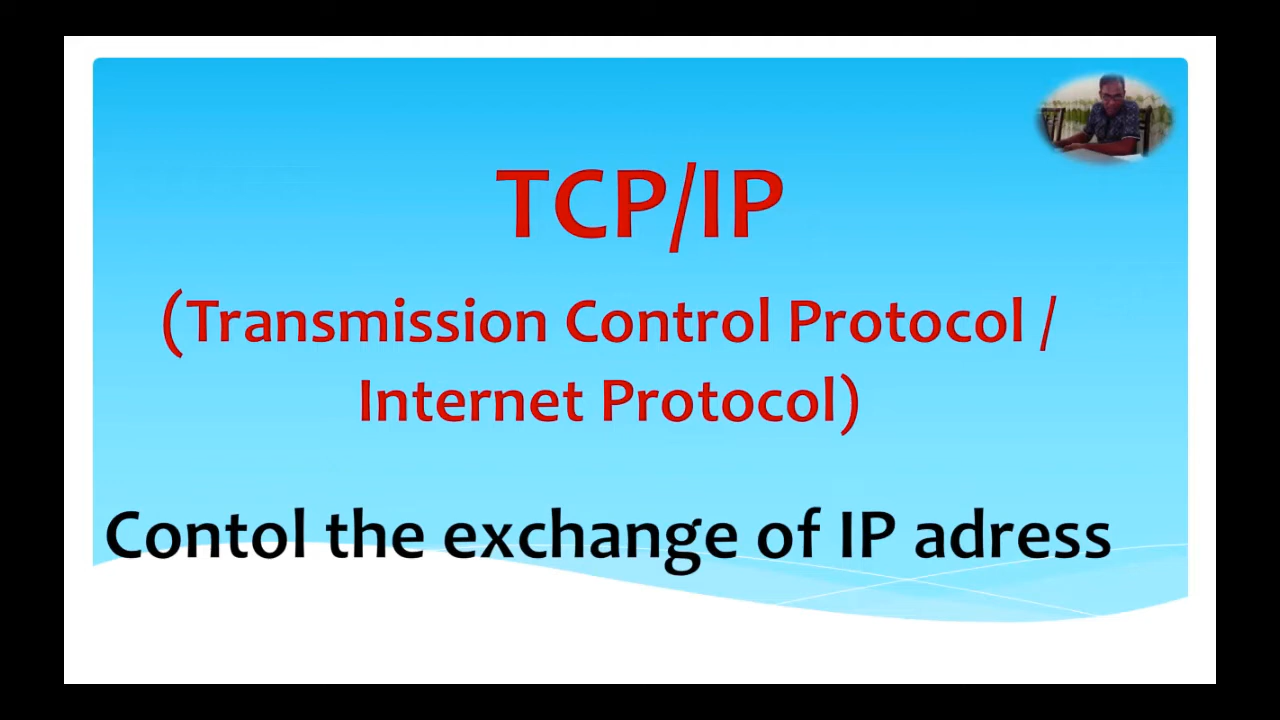 TCP/IP
(Transmission Control Protocol /
Internet Protocol)
Contol the exchange of IP adress